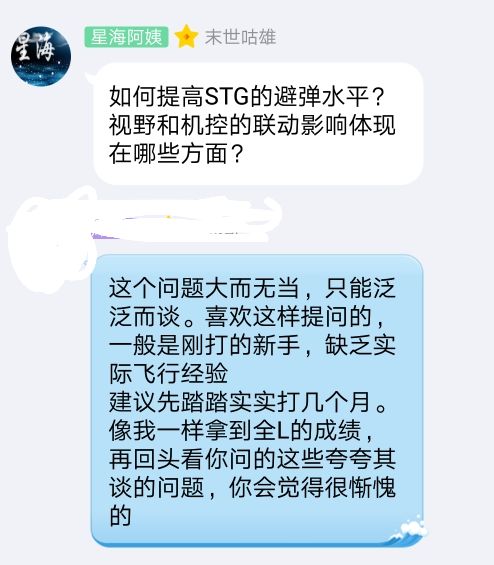 星海
星海阿姨
末世咕雄
如何提高STG的避弹水平？
视野和机控的联动影响体现
在哪些方面？
这个问题大而无当，只能泛
泛而谈。喜欢这样提问的，
一般是刚打的新手，缺乏实
际飞行经验
建议先踏踏实实打几个月。
像我一样拿到全L的成绩，
再回头看你问的这些夸夸其
谈的问题，你会觉得很惭愧
的